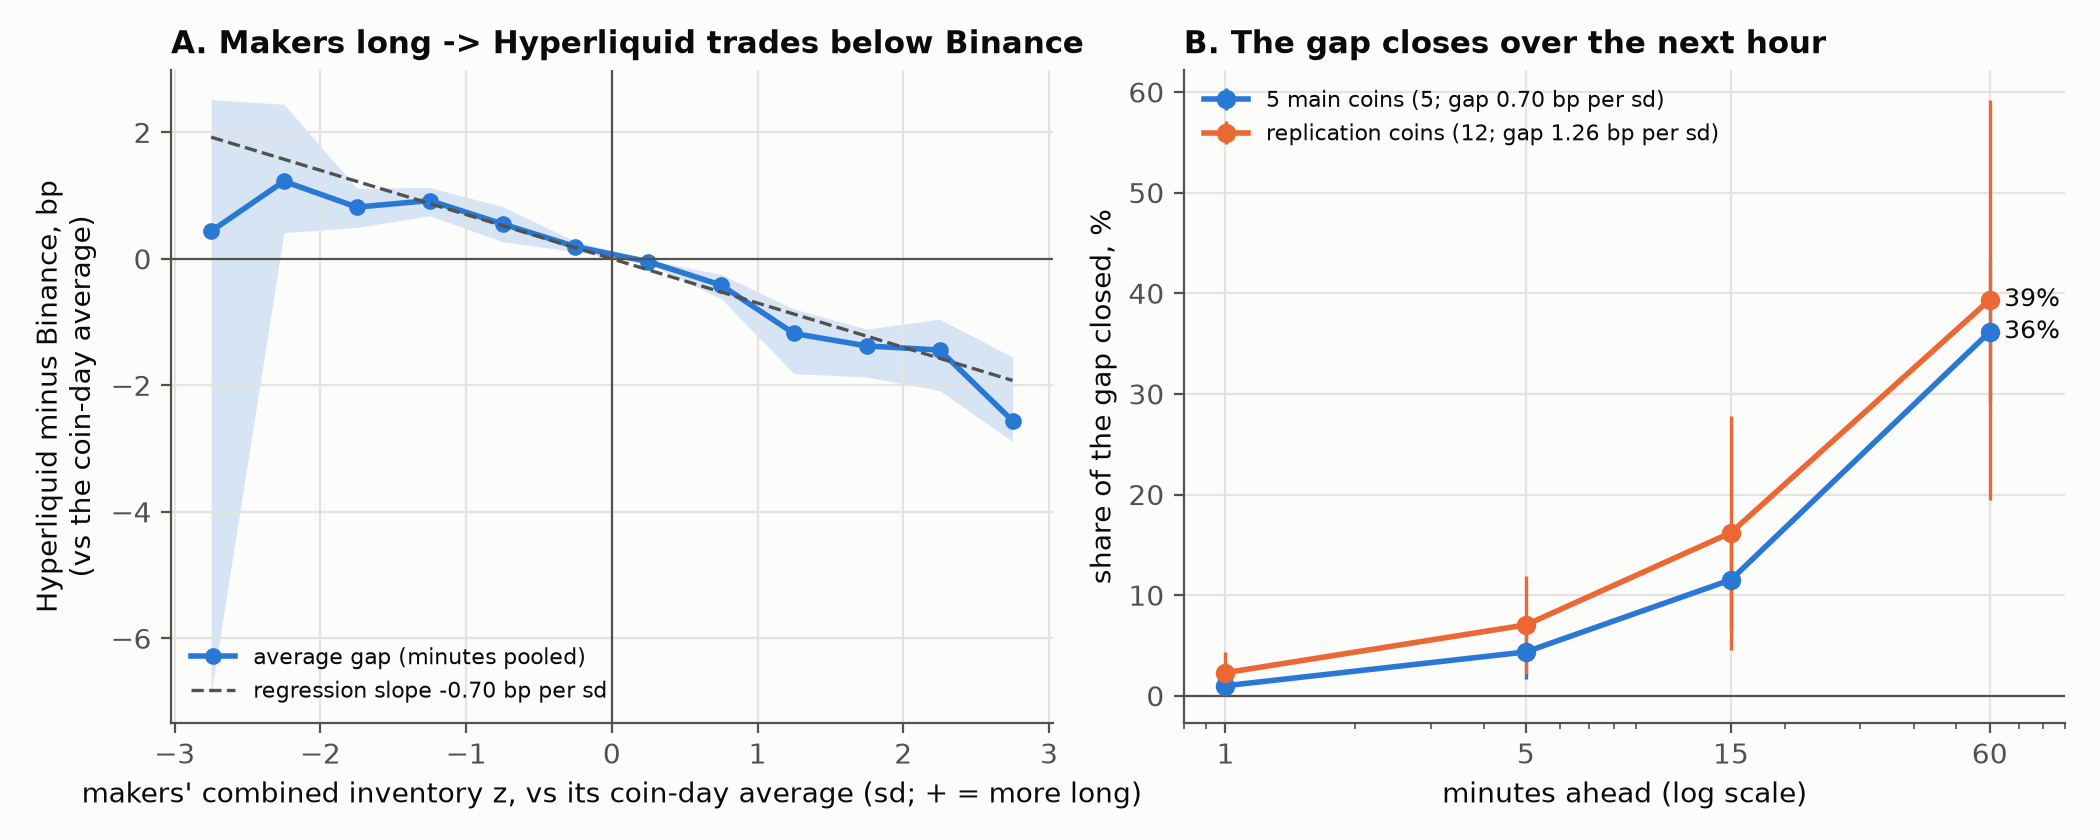 A. Makers long -> Hyperliquid trades below Binance
Hyperliquid minus Binance, bp
(vs the coin-day average)
2
0
−2
−4
−6
average gap (minutes pooled)
regression slope -0.70 bp per sd
−3
−2
−1
0
1
2
3
makers' combined inventory z, vs its coin-day average (sd; + = more long)
B. The gap closes over the next hour
share of the gap closed, %
60
50
40
30
20
10
0
5 main coins (5; gap 0.70 bp per sd)
replication coins (12; gap 1.26 bp per sd)
39%
36%
1
5
15
60
minutes ahead (log scale)